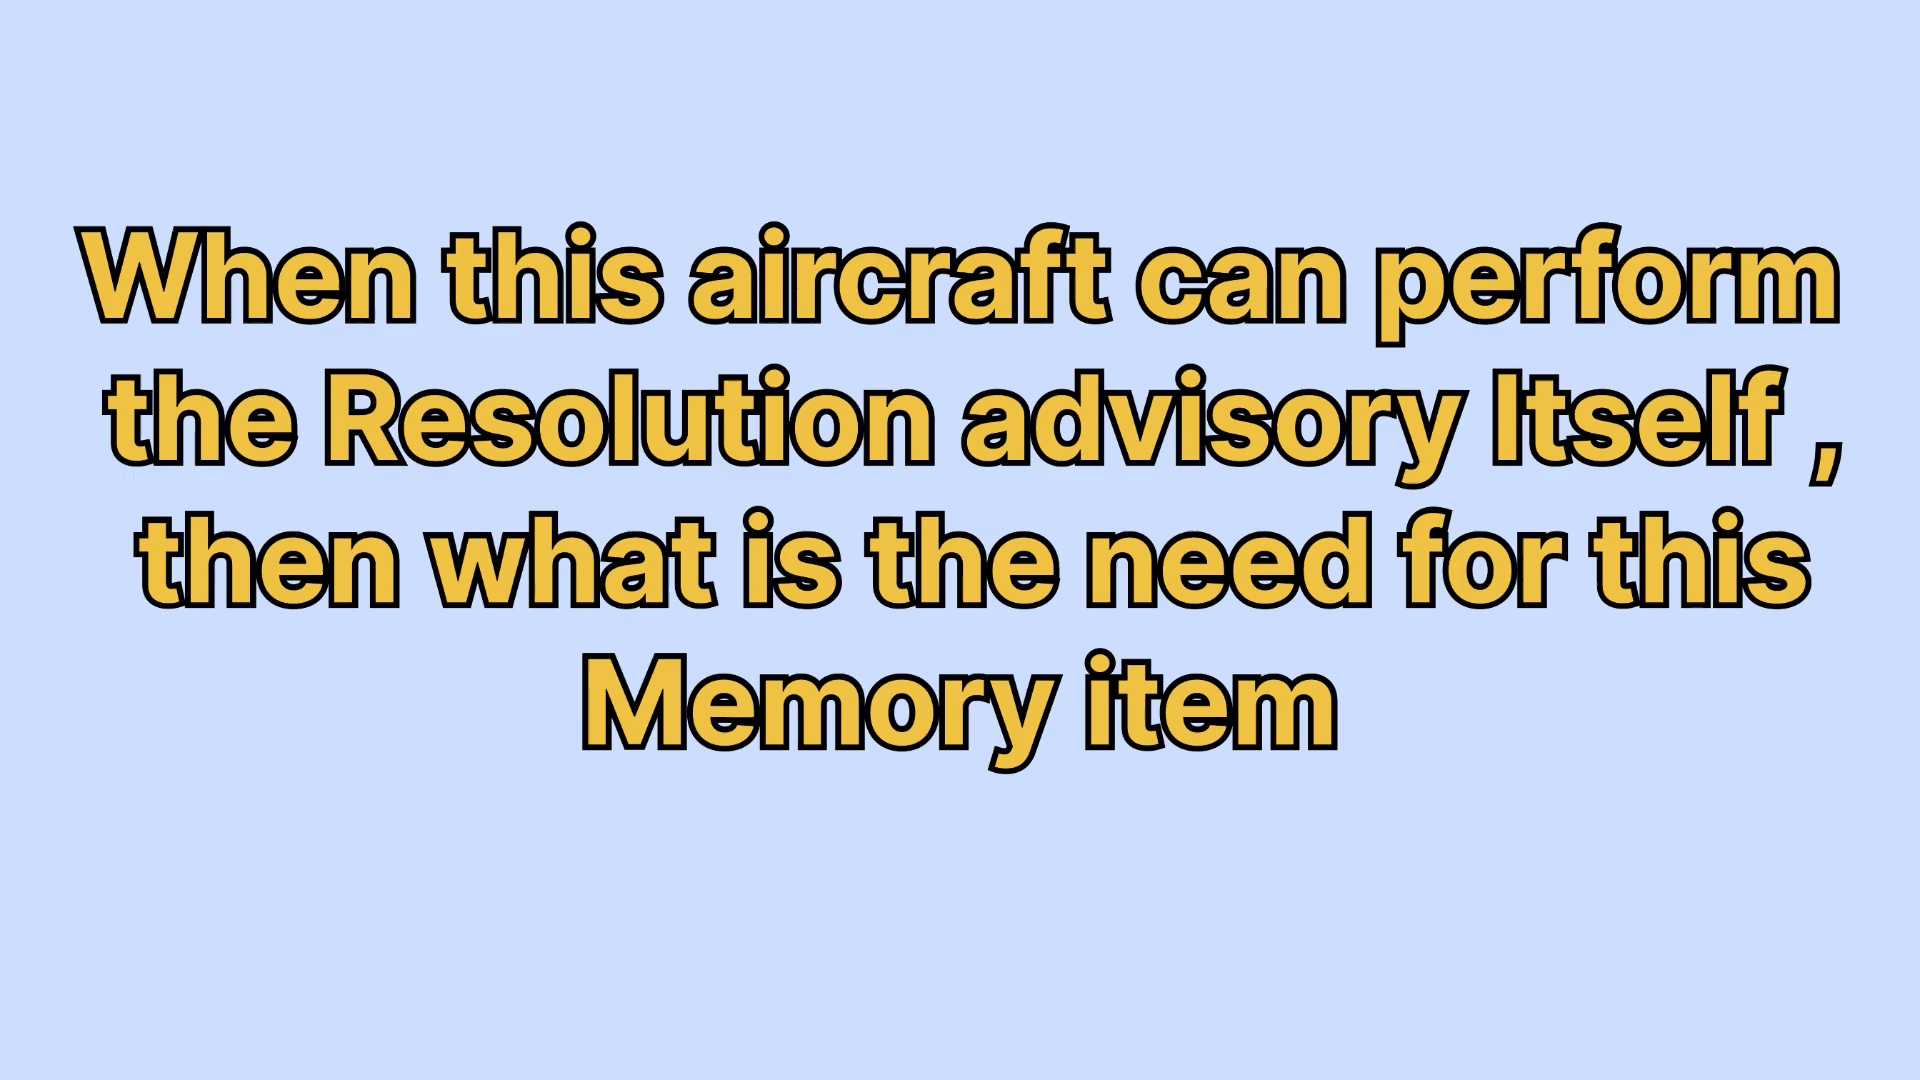 When this aircraft can perform
the Resolution advisory Itself ,
then what is the need for this
Memory item